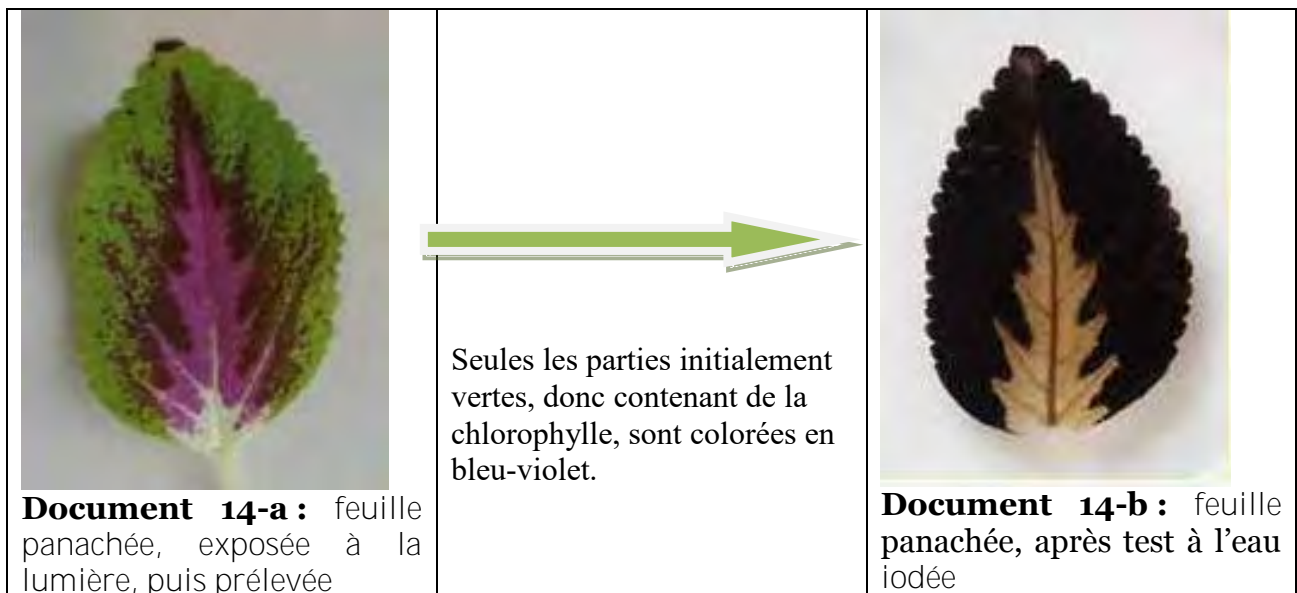 Seules les parties initialement
vertes, donc contenant de la
chlorophylle, sont colorées en
bleu-violet.
Document 14-a : feuille
panachée, exposée à la
lumière, puis prélevée
Document 14-b : feuille
panachée, après test à l’eau
iodée